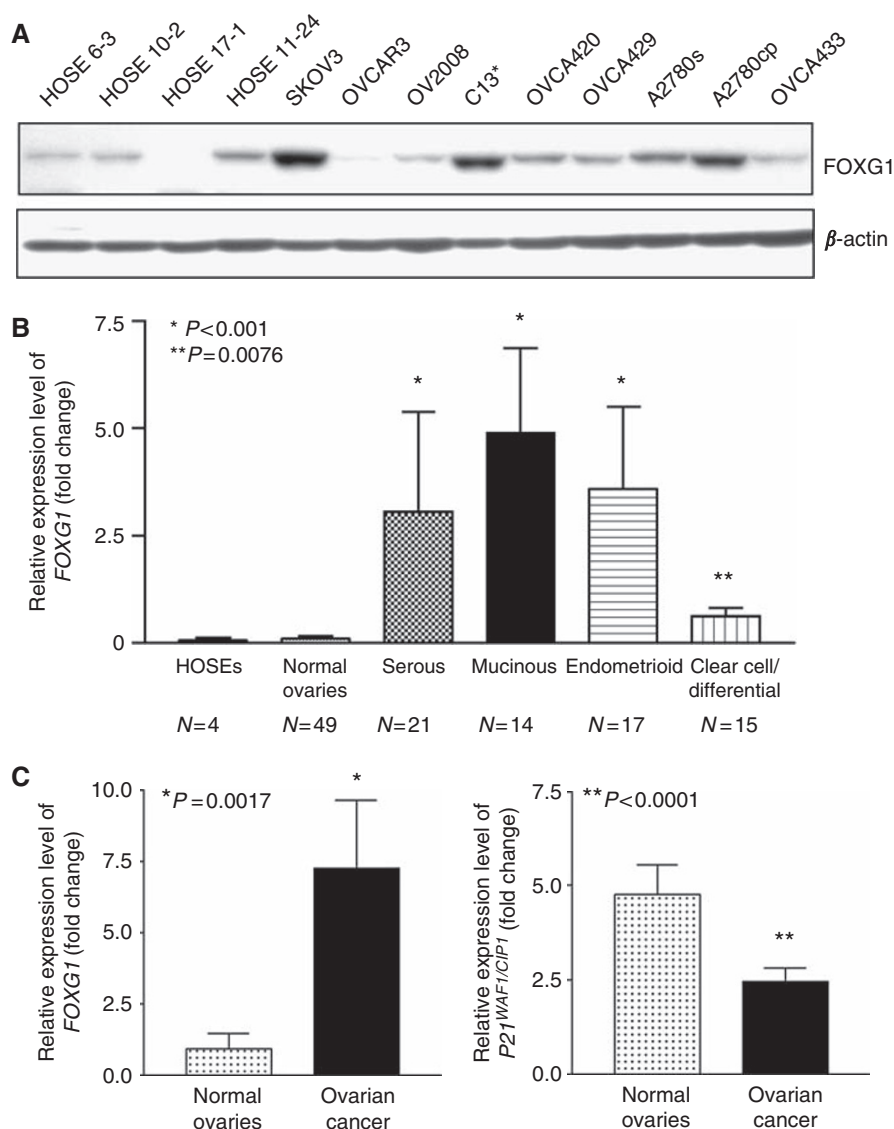 A
HOSE 6-3
HOSE 10-2
HOSE 17-1
HOSE 11-24
SKOV3
OVCAR3
OV2008
C13*
OVCA420
OVCA429
A2780s
A2780cp
OVCA433
FOXG1
β-actin
B
Relative expression level of
FOXG1 (fold change)
7.5
5.0
2.5
0
* P<0.001
**P=0.0076
*
*
*
**
HOSEs
Normal
ovaries
Serous
Mucinous
Endometrioid
Clear cell/
differential
N=4
N=49
N=21
N=14
N=17
N=15
C
Relative expression level of
FOXG1 (fold change)
10.0
7.5
5.0
2.5
0.0
*P=0.0017
*
Normal
ovaries
Ovarian
cancer
Relative expression level of
P21WAF1/CIP1 (fold change)
7.5
5.0
2.5
0.0
**P<0.0001
**
Normal
ovaries
Ovarian
cancer